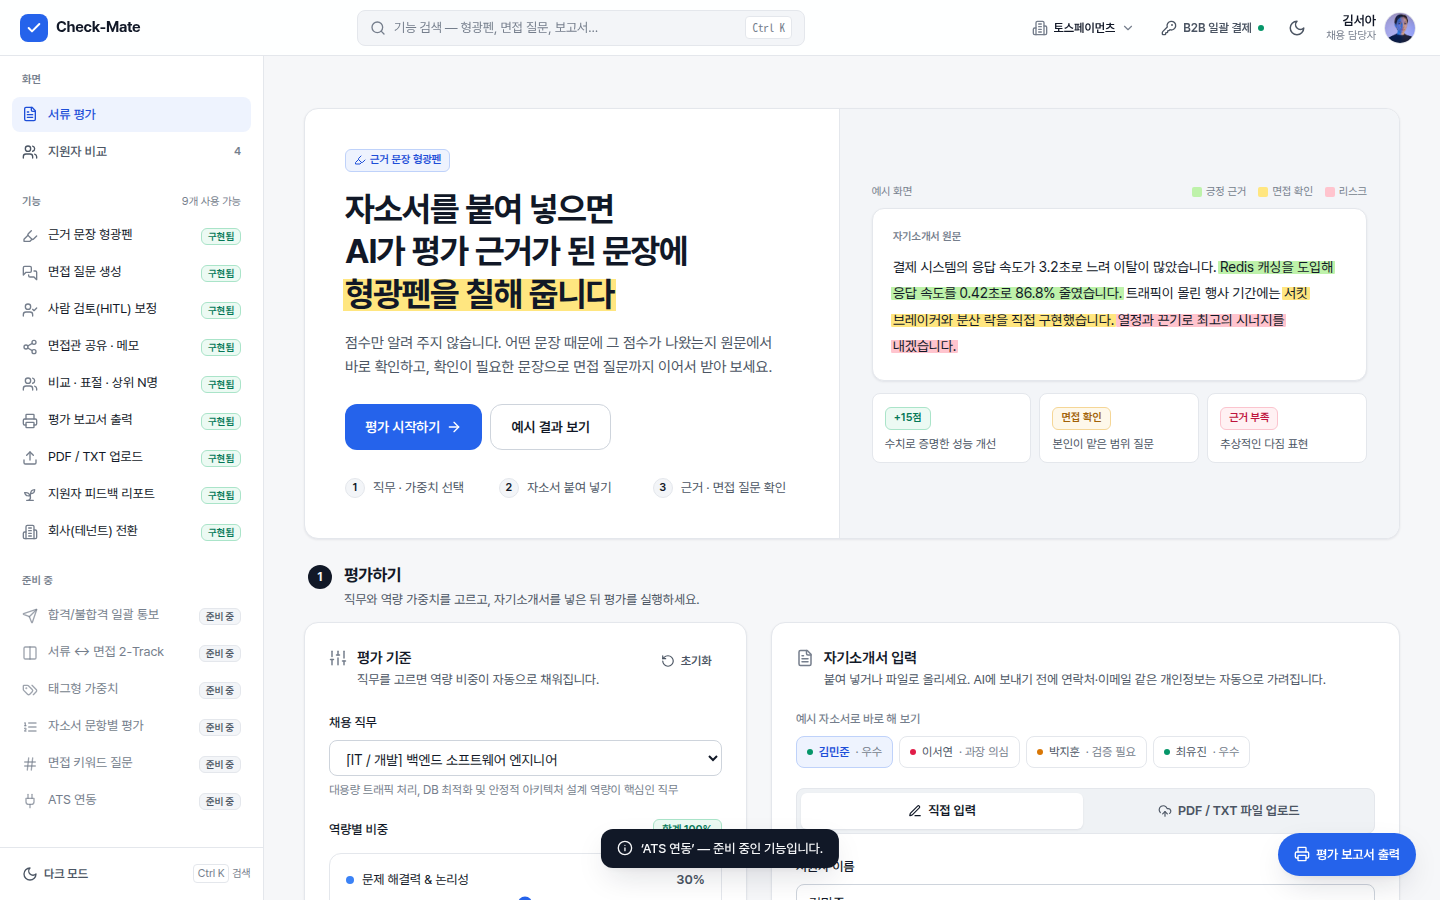 Check-Mate
기능 검색 — 형광펜, 면접 질문, 보고서...
Ctrl K
토스페이먼츠
B2B 일괄 결제
김서아
채용 담당자
화면
서류 평가
지원자 비교
4
기능
9개 사용 가능
근거 문장 형광펜
구현됨
면접 질문 생성
구현됨
사람 검토(HITL) 보정
구현됨
면접관 공유 · 메모
구현됨
비교 · 표절 · 상위 N명
구현됨
평가 보고서 출력
구현됨
PDF / TXT 업로드
구현됨
지원자 피드백 리포트
구현됨
회사(테넌트) 전환
구현됨
준비 중
합격/불합격 일괄 통보
준비 중
서류 ↔ 면접 2-Track
준비 중
태그형 가중치
준비 중
자소서 문항별 평가
준비 중
면접 키워드 질문
준비 중
ATS 연동
준비 중
다크 모드
Ctrl K 검색
근거 문장 형광펜
자소서를 붙여 넣으면
AI가 평가 근거가 된 문장에
형광펜을 칠해 줍니다
점수만 알려 주지 않습니다. 어떤 문장 때문에 그 점수가 나왔는지 원문에서
바로 확인하고, 확인이 필요한 문장으로 면접 질문까지 이어서 받아 보세요.
평가 시작하기 →
예시 결과 보기
1 직무 · 가중치 선택
2 자소서 붙여 넣기
3 근거 · 면접 질문 확인
예시 화면
긍정 근거
면접 확인
리스크
자기소개서 원문
결제 시스템의 응답 속도가 3.2초로 느려 이탈이 많았습니다. Redis 캐싱을 도입해
응답 속도를 0.42초로 86.8% 줄였습니다. 트래픽이 몰린 행사 기간에는 서킷
브레이커와 분산 락을 직접 구현했습니다. 열정과 끈기로 최고의 시너지를
내겠습니다.
+15점
수치로 증명한 성능 개선
면접 확인
본인이 맡은 범위 질문
근거 부족
추상적인 다짐 표현
1
평가하기
직무와 역량 가중치를 고르고, 자기소개서를 넣은 뒤 평가를 실행하세요.
평가 기준
직무를 고르면 역량 비중이 자동으로 채워집니다.
초기화
채용 직무
[IT / 개발] 백엔드 소프트웨어 엔지니어
대용량 트래픽 처리, DB 최적화 및 안정적 아키텍처 설계 역량이 핵심인 직무
역량별 비중
합계 100%
문제 해결력 & 논리성
30%
자기소개서 입력
붙여 넣거나 파일로 올리세요. AI에 보내기 전에 연락처·이메일 같은 개인정보는 자동으로 가려집니다.
예시 자소서로 바로 해 보기
김민준 · 우수
이서연 · 과장 의심
박지훈 · 검증 필요
최유진 · 우수
직접 입력
PDF / TXT 파일 업로드
이름
'ATS 연동' — 준비 중인 기능입니다.
평가 보고서 출력